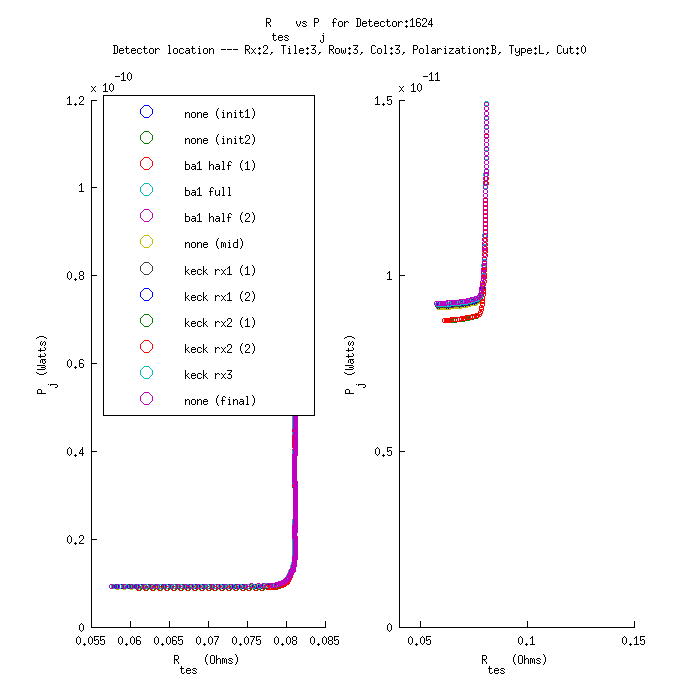 R_tes vs P_j for Detector:1624
Detector location --- Rx:2, Tile:3, Row:3, Col:3, Polarization:B, Type:L, Cut:0
x 10^-10
1.2
1
0.8
0.6
0.4
0.2
0
P_j (Watts)
none (init1)
none (init2)
ba1 half (1)
ba1 full
ba1 half (2)
none (mid)
keck rx1 (1)
keck rx1 (2)
keck rx2 (1)
keck rx2 (2)
keck rx3
none (final)
0.055 0.06 0.065 0.07 0.075 0.08 0.085
R_tes (Ohms)
x 10^-11
1.5
1
0.5
0
P_j (Watts)
0.05 0.1 0.15
R_tes (Ohms)